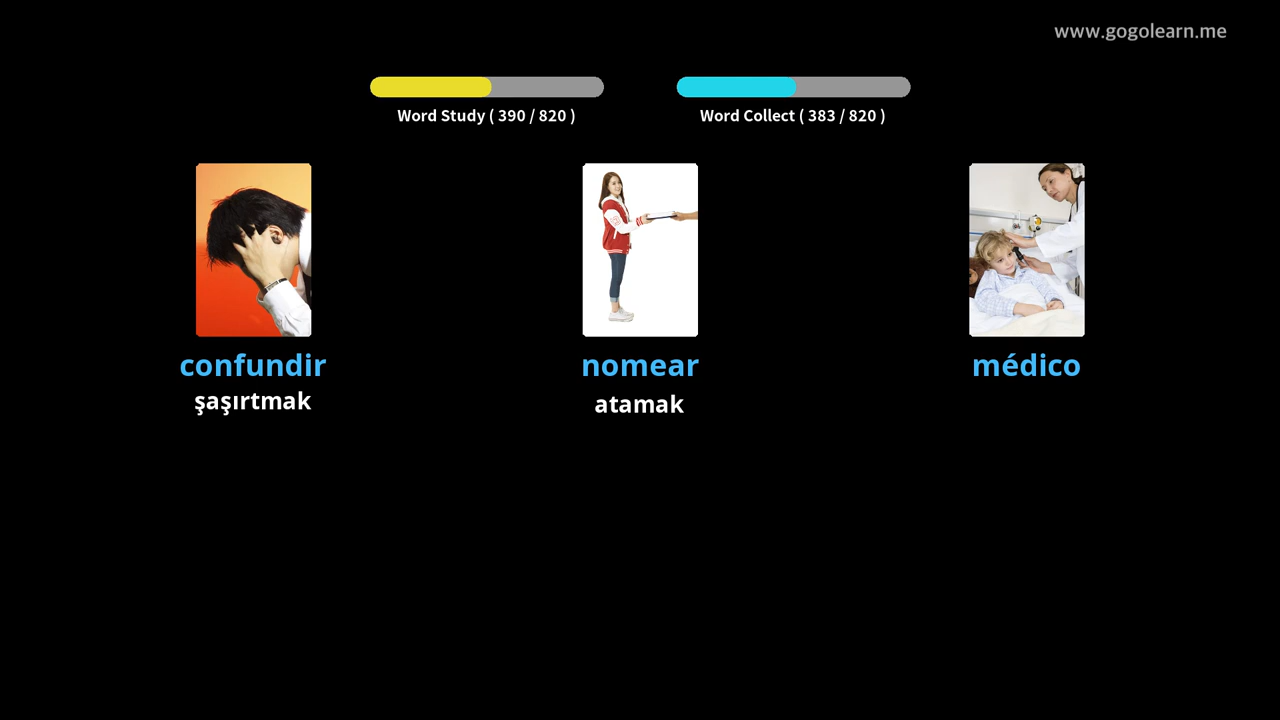 www.gogolearn.me
Word Study ( 390 / 820 )
Word Collect ( 383 / 820 )
confundir
şaşırtmak
nomear
atamak
médico